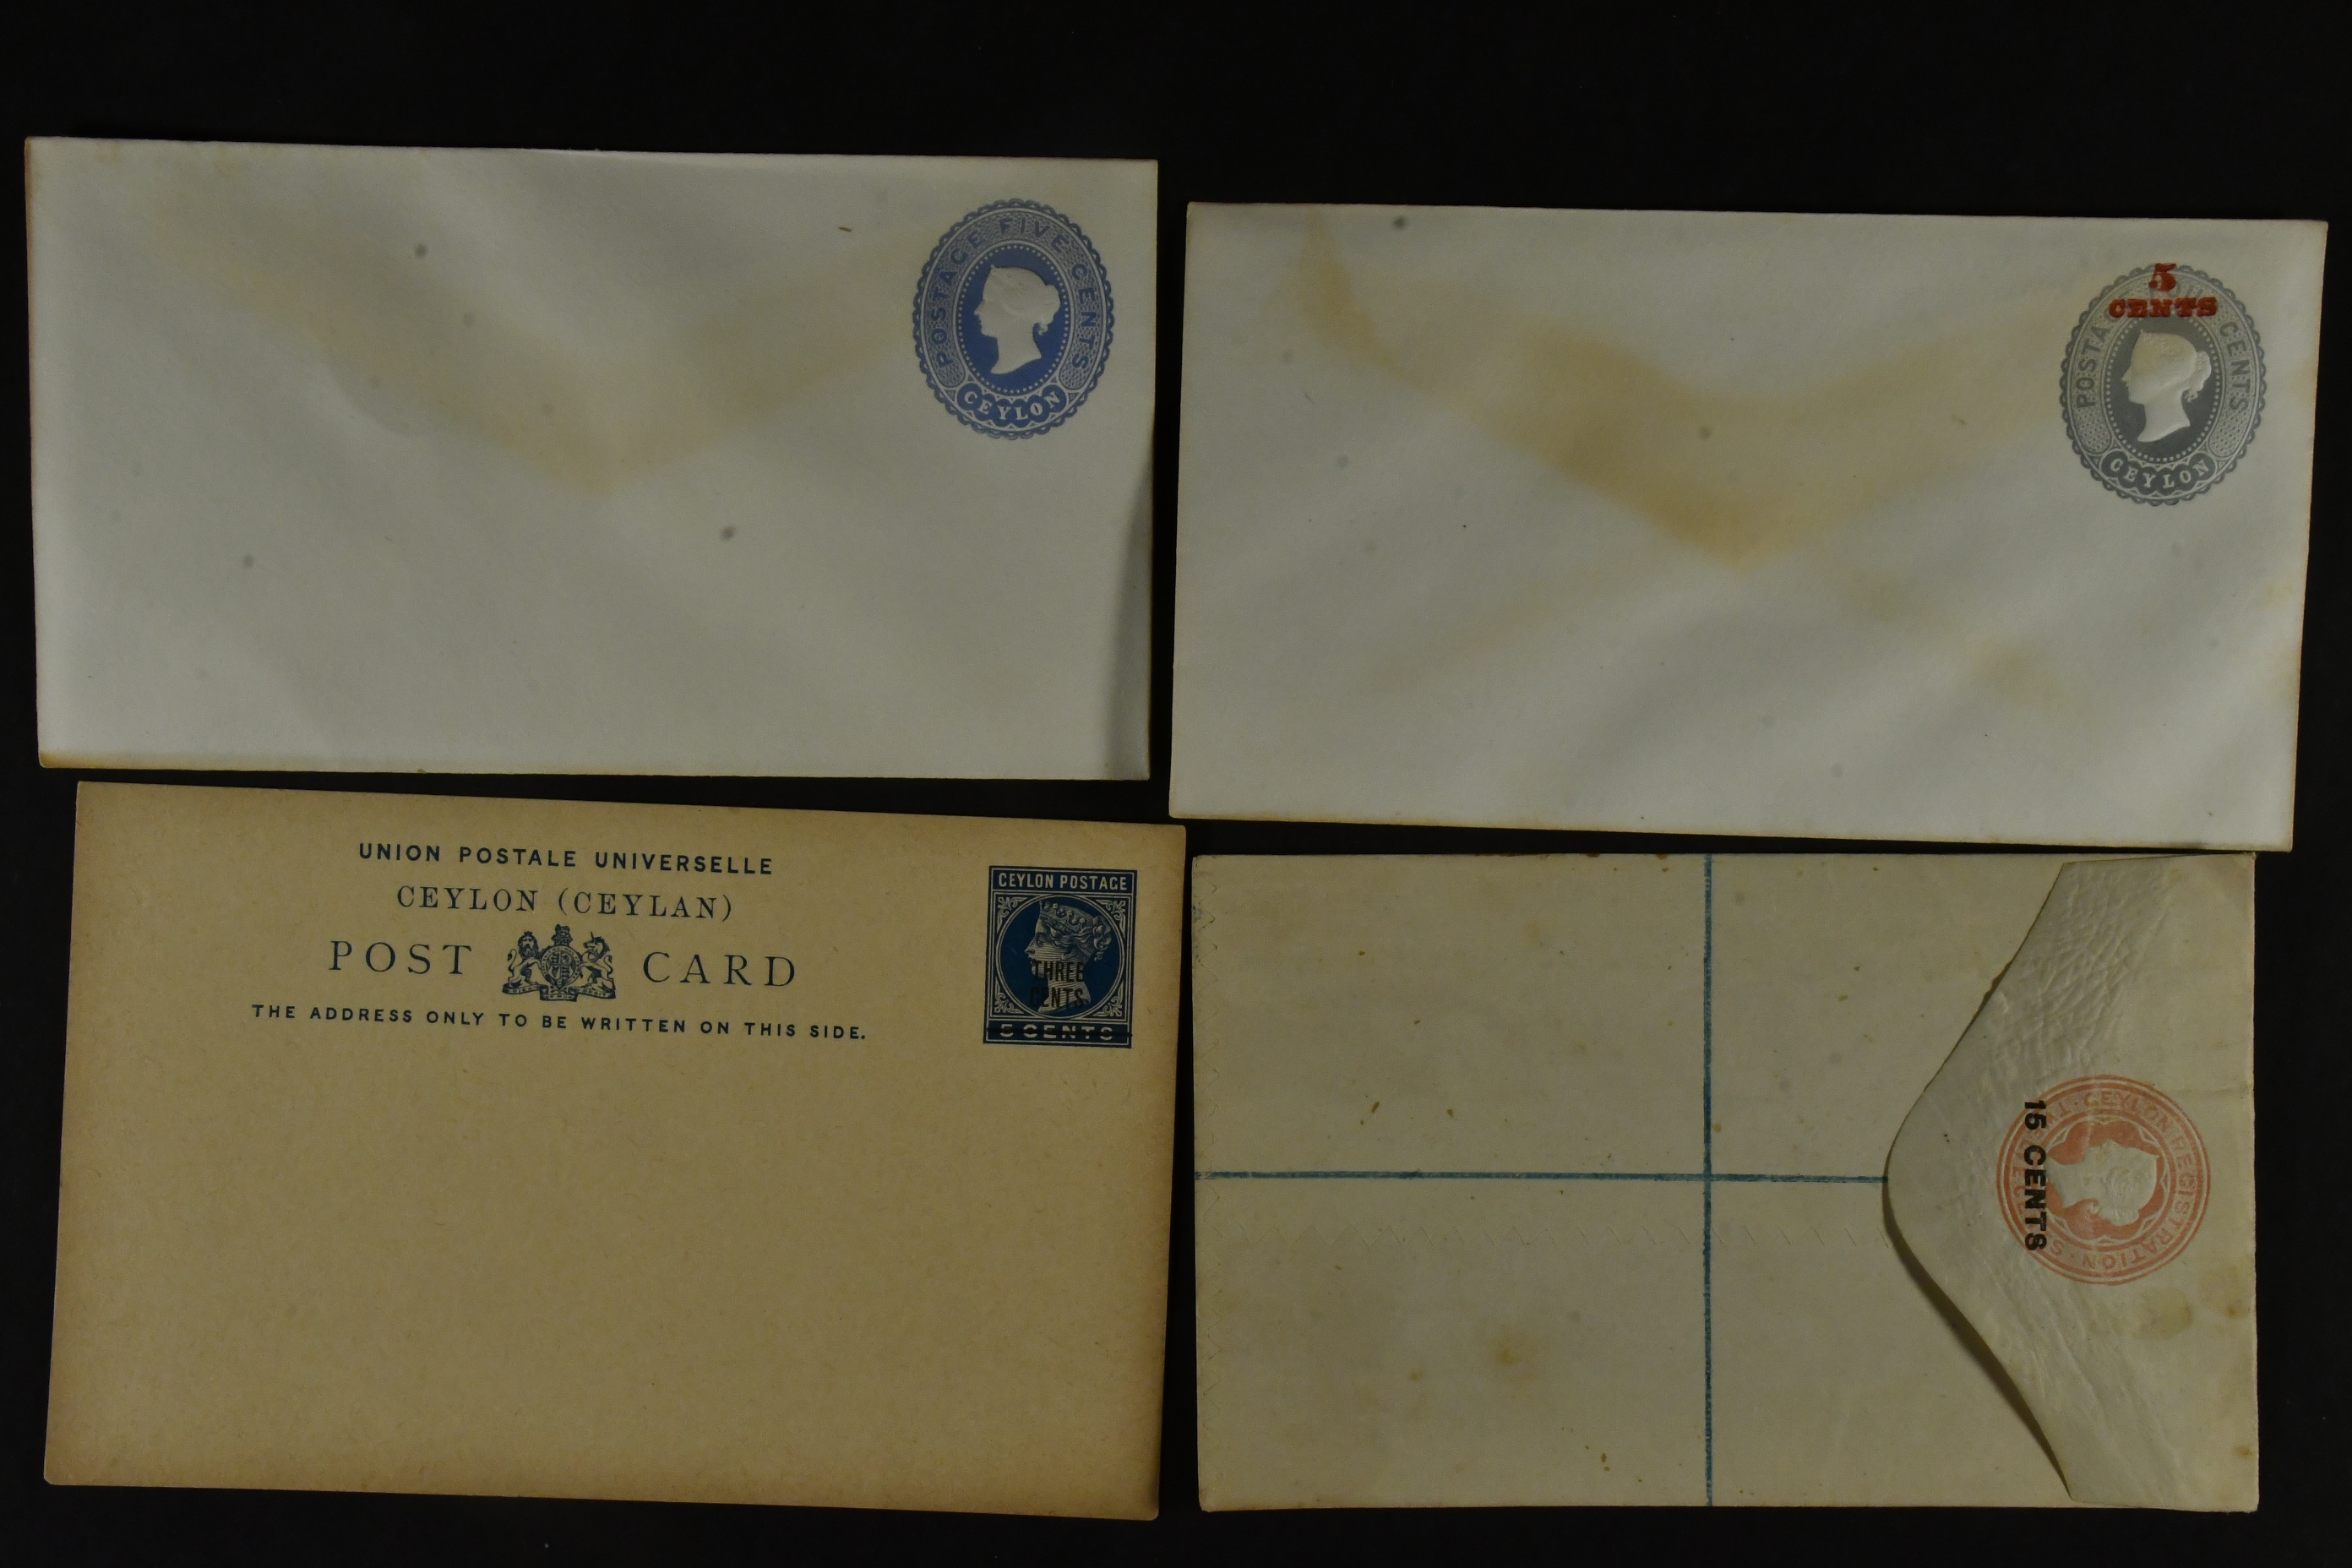 POSTAGE FIVE CENTS
CEYLON
5
CENTS
POSTA CENTS
CEYLON
UNION POSTALE UNIVERSELLE
CEYLON (CEYLAN)
POST CARD
THE ADDRESS ONLY TO BE WRITTEN ON THIS SIDE.
CEYLON POSTAGE
THREE
CENTS
5 CENTS
CEYLON REGISTRATION
15 CENTS